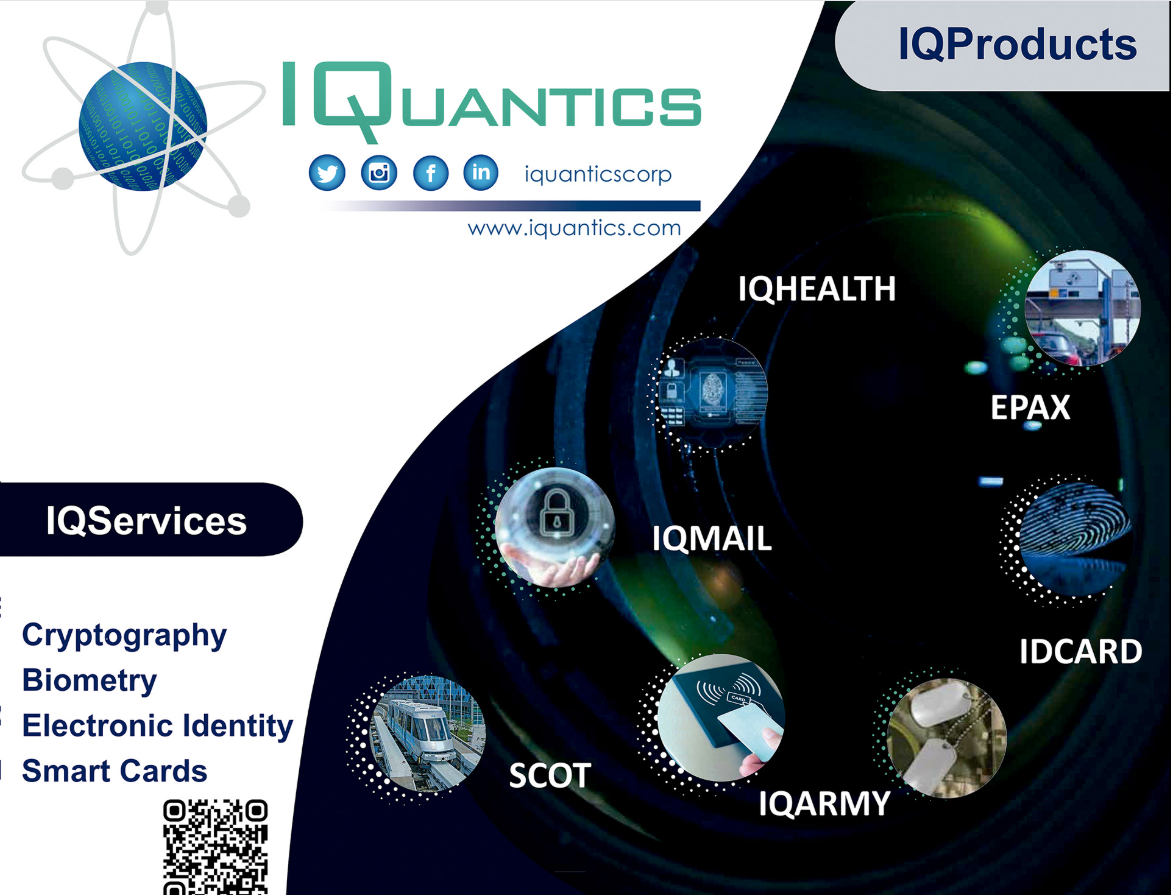 IQUANTICS
iquanticscorp
www.iquantics.com
IQProducts
IQHEALTH
EPAX
IQMAIL
IDCARD
SCOT
IQARMY
CARD
IQServices
Cryptography
Biometry
Electronic Identity
Smart Cards